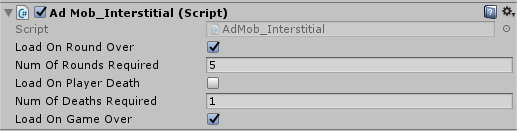 Ad Mob_Interstitial (Script)
Script AdMob_Interstitial
Load On Round Over
Num Of Rounds Required 5
Load On Player Death
Num Of Deaths Required 1
Load On Game Over